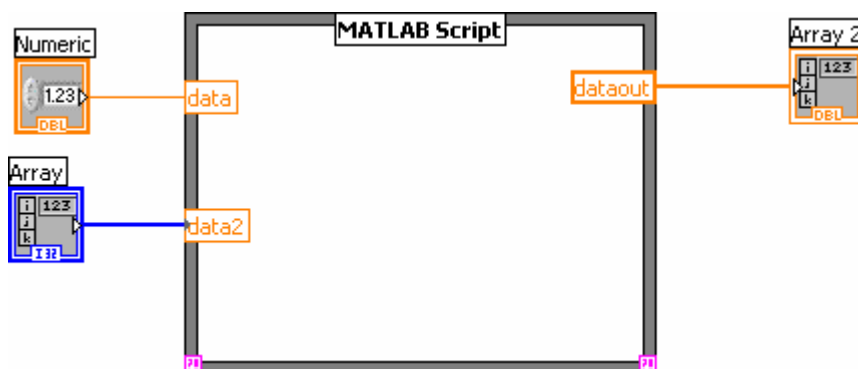 MATLAB Script
Numeric
1.23
DBL
data
dataout
Array 2
i
j
k
123
DBL
Array
i
j
k
123
I32
data2